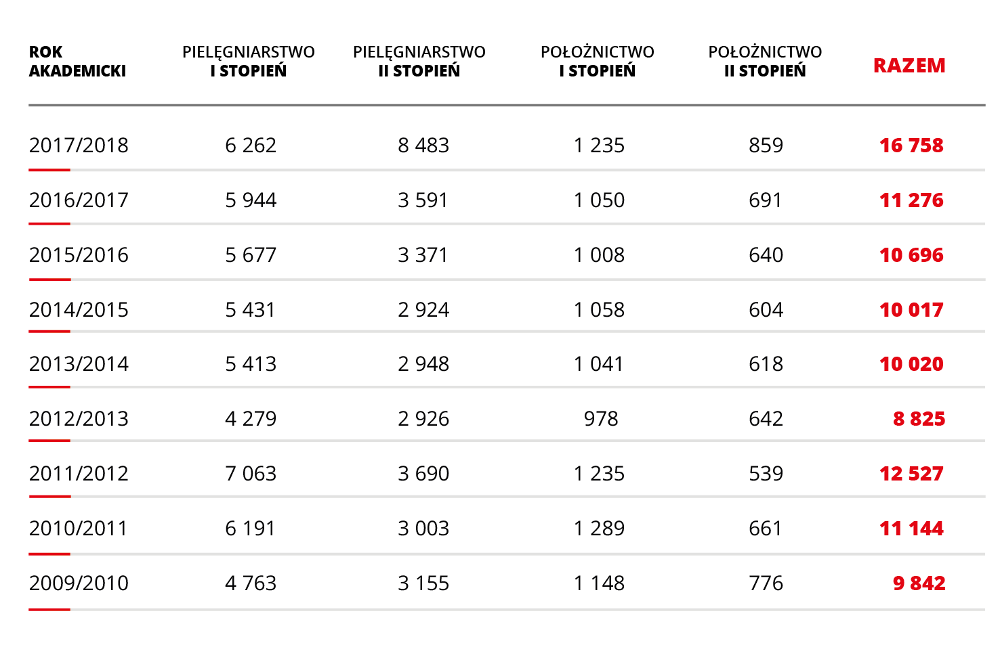 ROK AKADEMICKI PIELĘGNIARSTWO I STOPIEŃ PIELĘGNIARSTWO II STOPIEŃ POŁOŻNICTWO I STOPIEŃ POŁOŻNICTWO II STOPIEŃ RAZEM
2017/2018 6 262 8 483 1 235 859 16 758
2016/2017 5 944 3 591 1 050 691 11 276
2015/2016 5 677 3 371 1 008 640 10 696
2014/2015 5 431 2 924 1 058 604 10 017
2013/2014 5 413 2 948 1 041 618 10 020
2012/2013 4 279 2 926 978 642 8 825
2011/2012 7 063 3 690 1 235 539 12 527
2010/2011 6 191 3 003 1 289 661 11 144
2009/2010 4 763 3 155 1 148 776 9 842